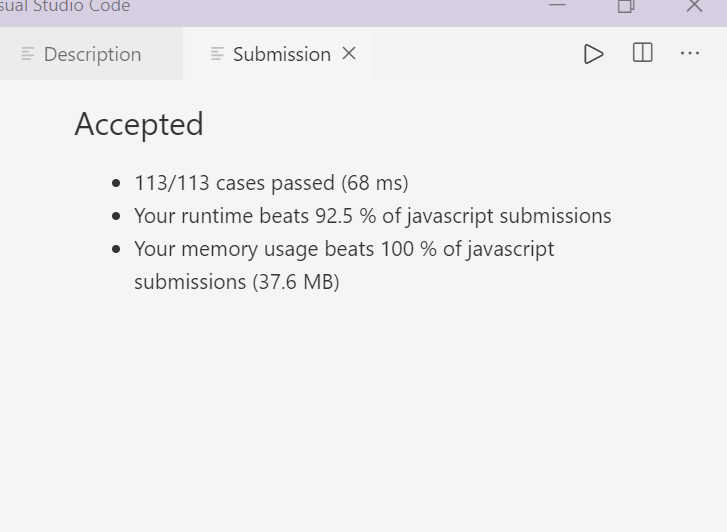 sual Studio Code
Description
Submission
Accepted
113/113 cases passed (68 ms)
Your runtime beats 92.5 % of javascript submissions
Your memory usage beats 100 % of javascript
submissions (37.6 MB)